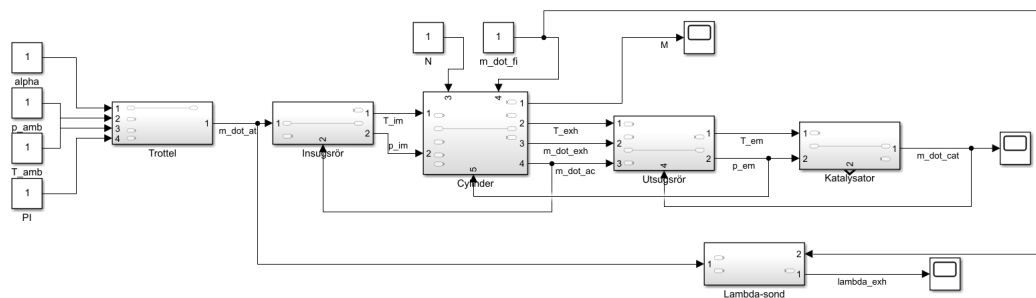 1
alpha
1
p_amb
1
T_amb
1
PI
1
2
3
4
1
Trottel
m_dot_at
1
2
1
2
Insugsrör
T_im
p_im
1
N
1
m_dot_fi
3
4
1
2
5
1
2
3
4
Cylinder
M
T_exh
m_dot_exh
m_dot_ac
1
2
3
4
1
2
Utsugsrör
T_em
p_em
1
2
2
1
Katalysator
m_dot_cat
1
2
1
Lambda-sond
lambda_exh